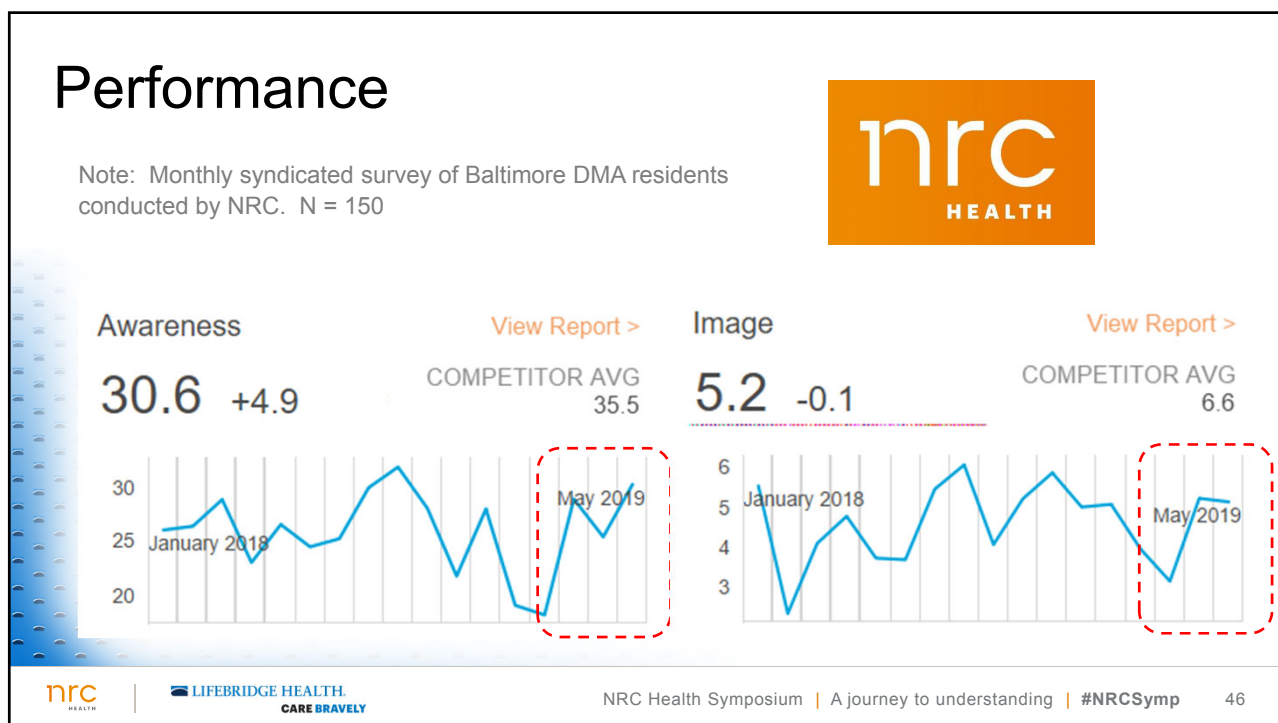 Performance
Note: Monthly syndicated survey of Baltimore DMA residents
conducted by NRC. N = 150
nrc
HEALTH
Awareness
View Report >
30.6 +4.9
COMPETITOR AVG
35.5
30
25
20
January 2018
May 2019
Image
View Report >
5.2 -0.1
COMPETITOR AVG
6.6
6
5
4
3
January 2018
May 2019
nrc
HEALTH
LIFEBRIDGE HEALTH.
CARE BRAVELY
NRC Health Symposium | A journey to understanding | #NRCSymp 46